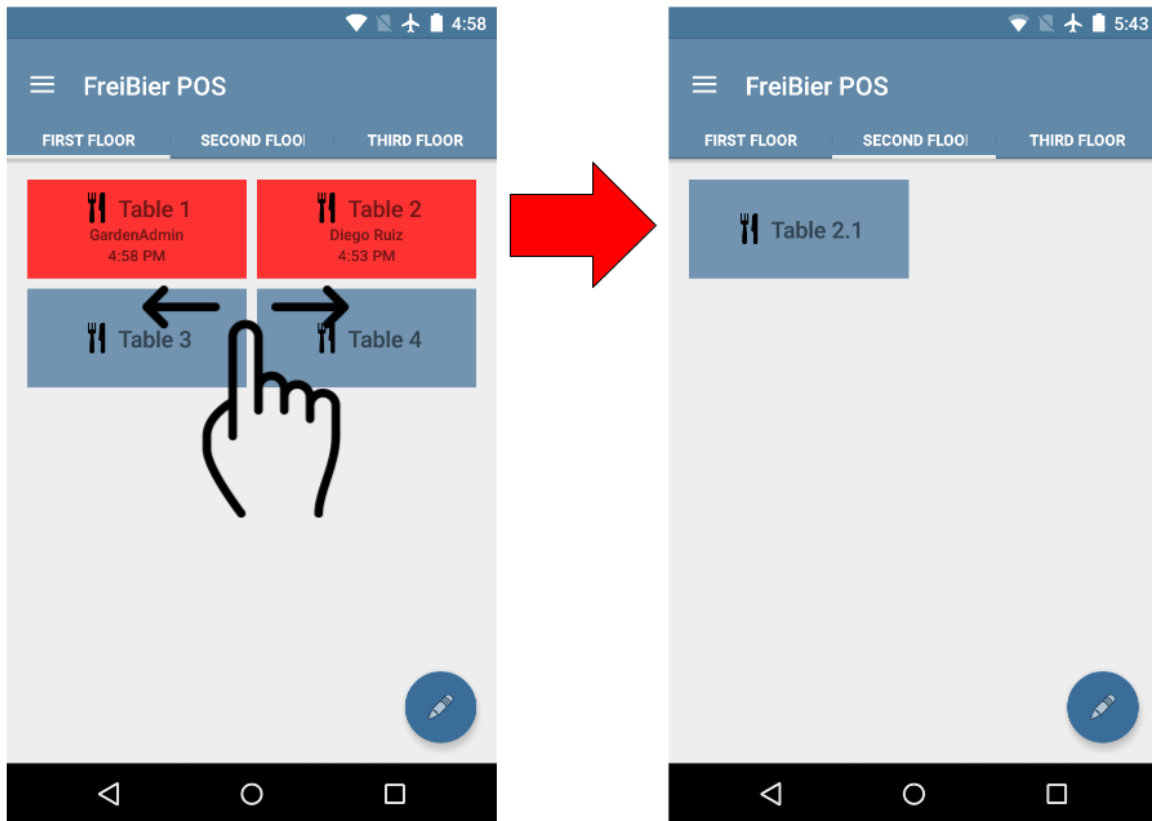 4:58
FreiBier POS
FIRST FLOOR SECOND FLOO THIRD FLOOR
Table 1
GardenAdmin
4:58 PM
Table 2
Diego Ruiz
4:53 PM
Table 3
Table 4
5:43
FreiBier POS
FIRST FLOOR SECOND FLOO THIRD FLOOR
Table 2.1